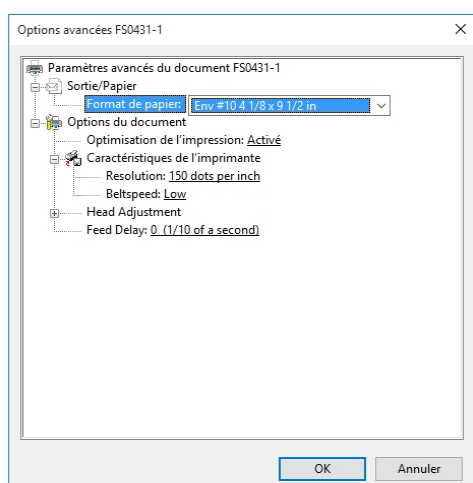 Options avancées FS0431-1
Paramètres avancés du document FS0431-1
Sortie/Papier
Format de papier: Env #10 4 1/8 x 9 1/2 in
Options du document
Optimisation de l'impression: Activé
Caractéristiques de l'imprimante
Resolution: 150 dots per inch
Beltspeed: Low
Head Adjustment
Feed Delay: 0 (1/10 of a second)
OK Annuler